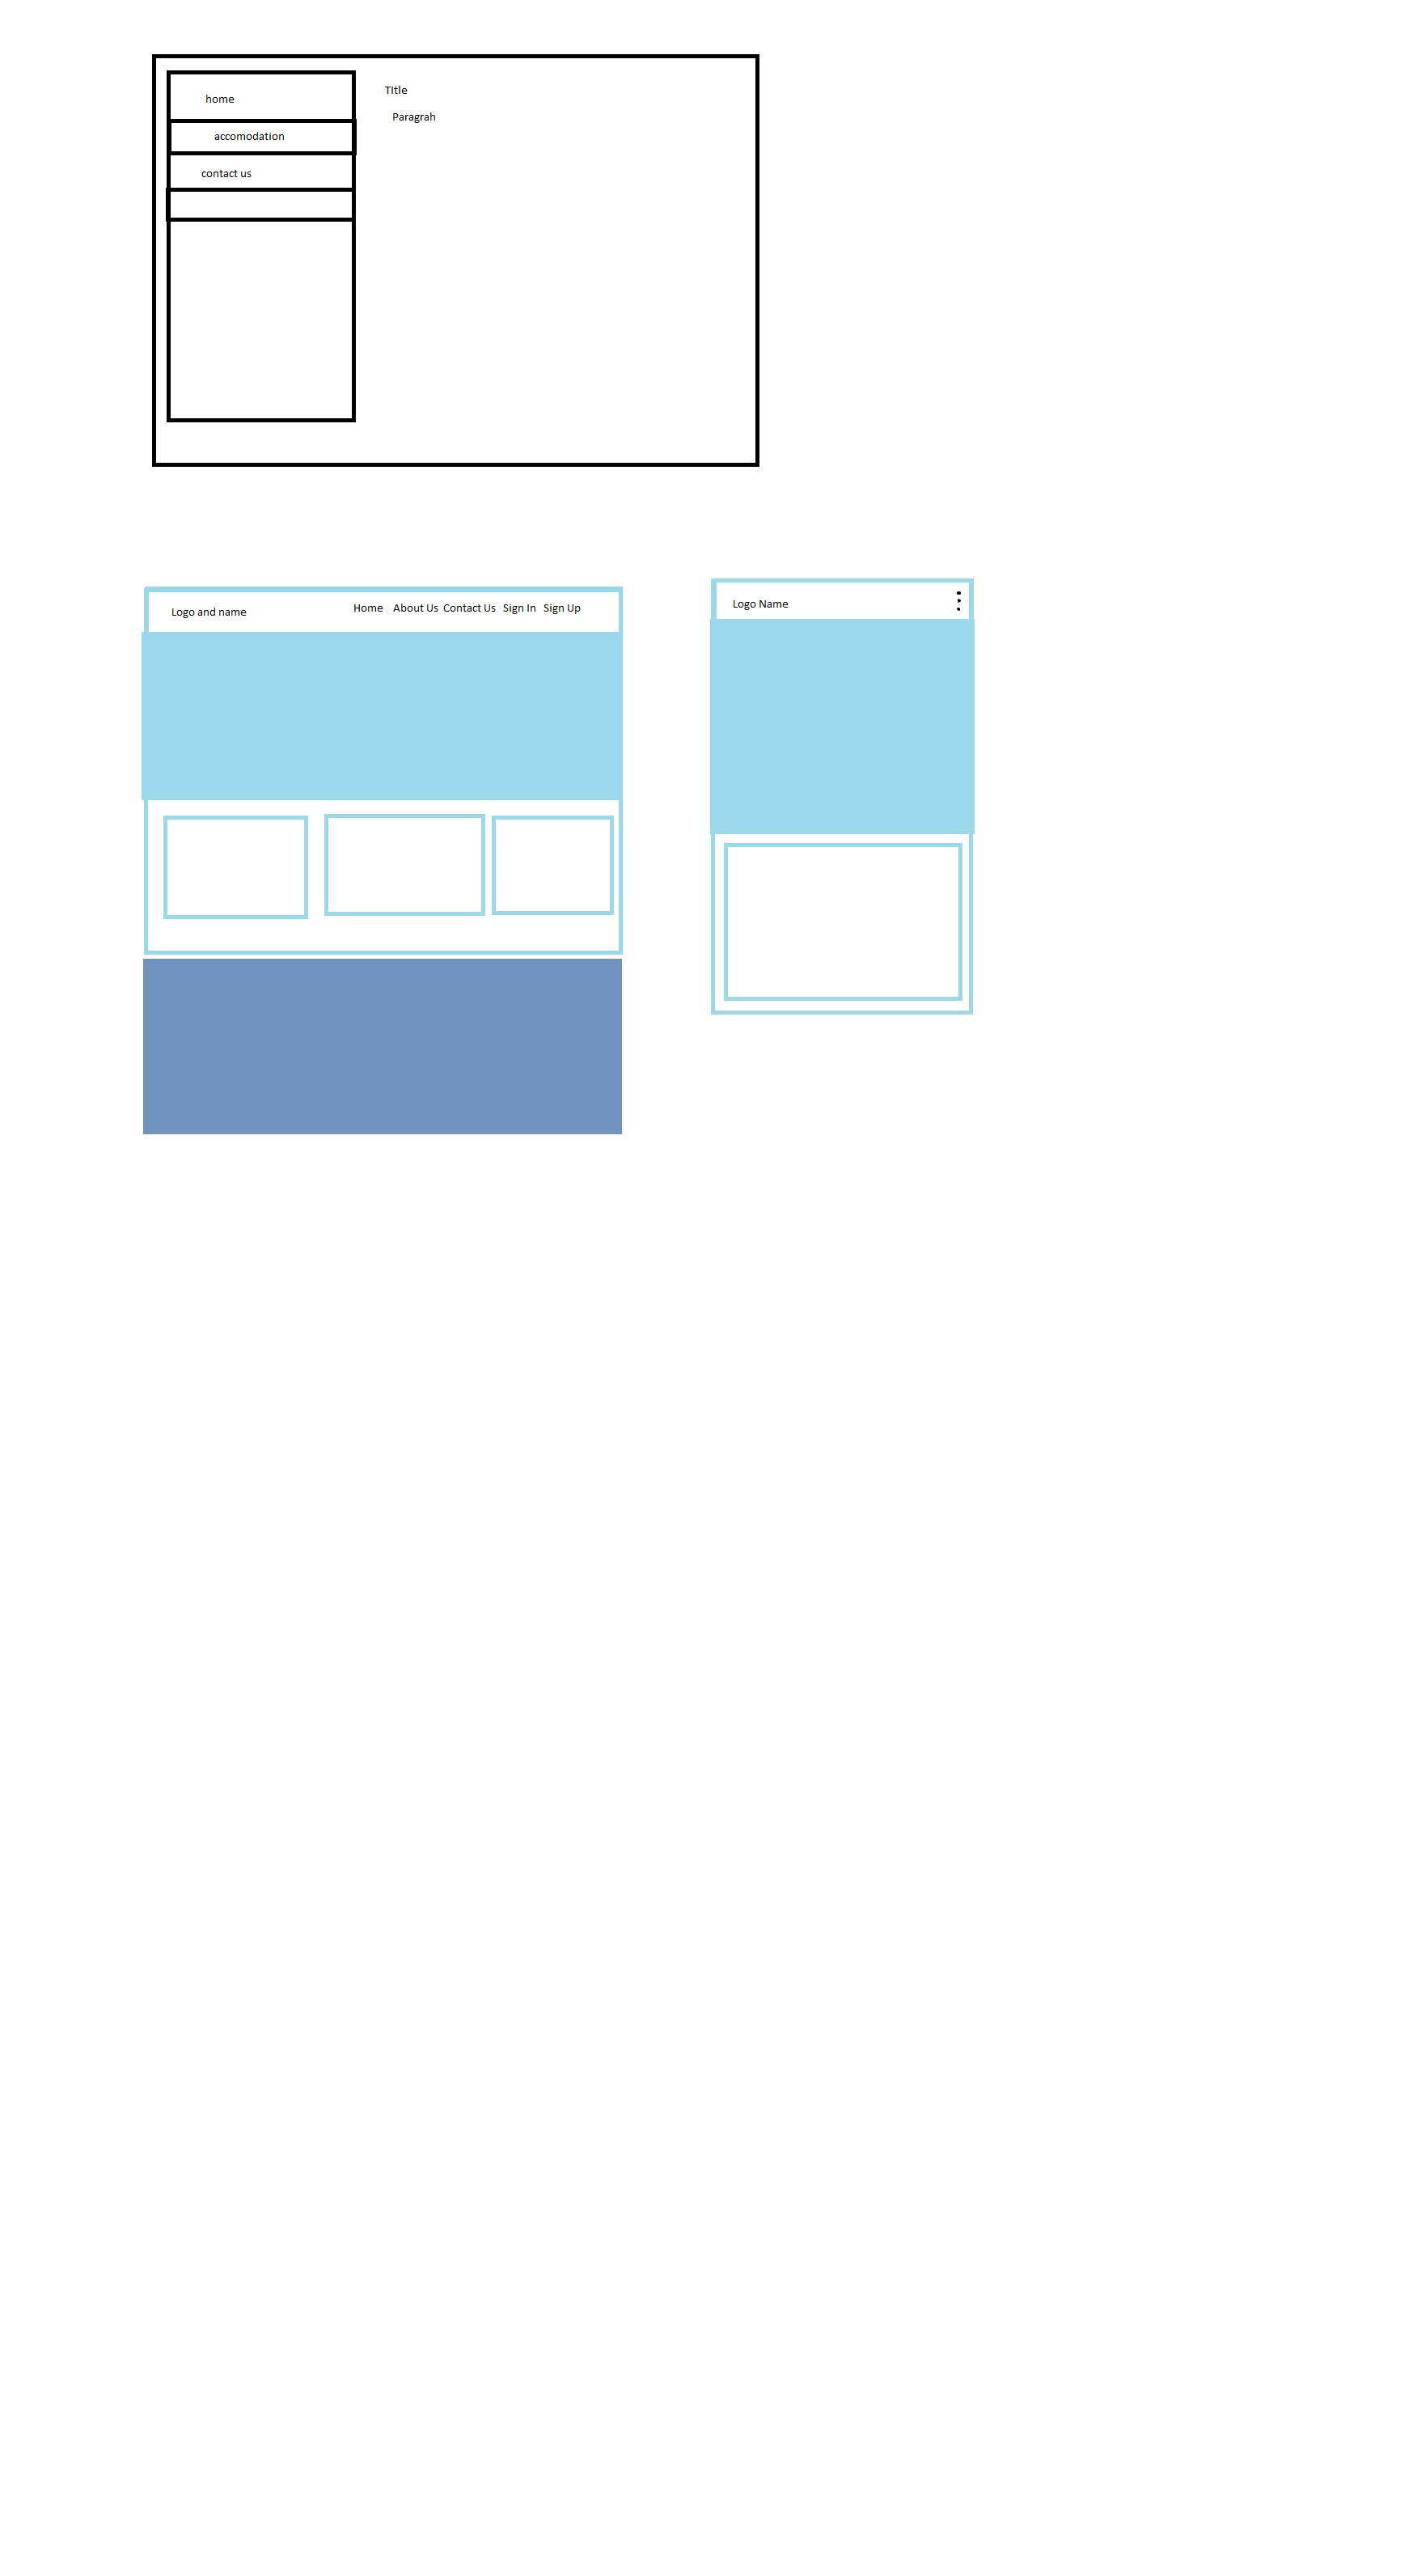 home
TItle
Paragrah
accomodation
contact us
Logo and name
Home About Us Contact Us Sign In Sign Up
Logo Name